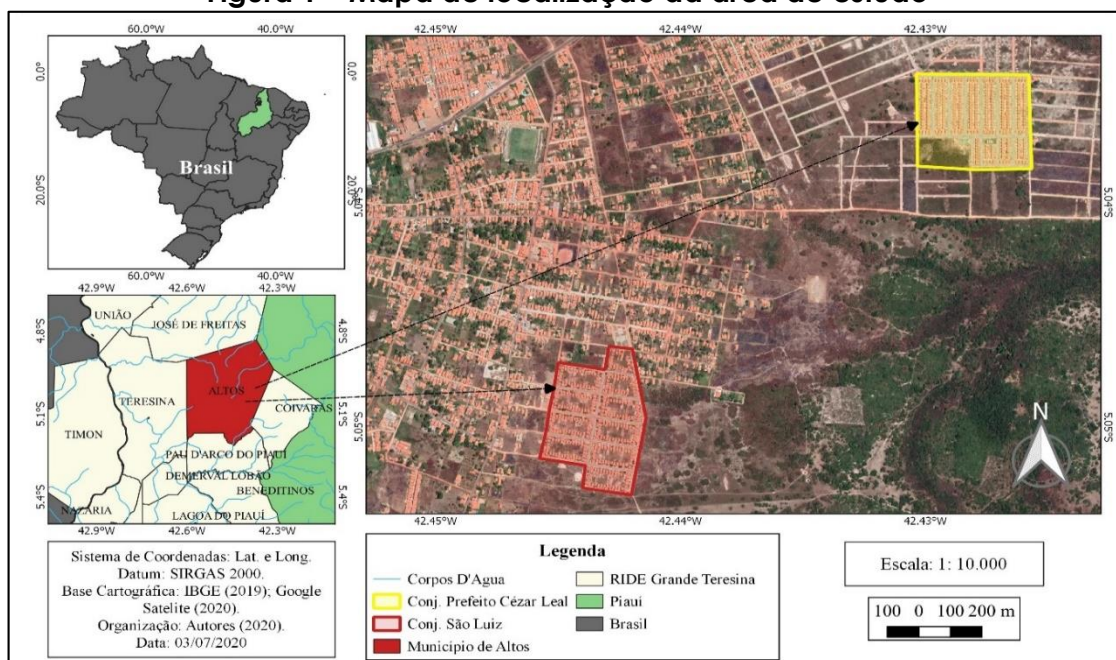 Figura 1 – Mapa de localização da área de estudo
60.0°W 40.0°W
0.0°
0.0°
Brasil
20.0°S
20.0°S
60.0°W 40.0°W
42.45°W 42.44°W 42.43°W
5.04°S
5.04°S
5.05°S
5.05°S
N
42.45°W 42.44°W 42.43°W
42.9°W 42.6°W 42.3°W
4.8°S
4.8°S
UNIÃO
JOSÉ DE FREITAS
ALTOS
TERESINA
COIVARAS
5.1°S
5.1°S
TIMON
PAU D'ARCO DO PIAUÍ
DEMERVAL LOBÃO
BENEDITINOS
5.4°S
5.4°S
NAZÁRIA
LAGOA DO PIAUÍ
42.9°W 42.6°W 42.3°W
Sistema de Coordenadas: Lat. e Long.
Datum: SIRGAS 2000.
Base Cartográfica: IBGE (2019); Google
Satelite (2020).
Organização: Autores (2020).
Data: 03/07/2020
Legenda
Corpos D'Agua
Conj. Prefeito Cézar Leal
Conj. São Luiz
Municipio de Altos
RIDE Grande Teresina
Piauí
Brasil
Escala: 1: 10.000
100 0 100 200 m